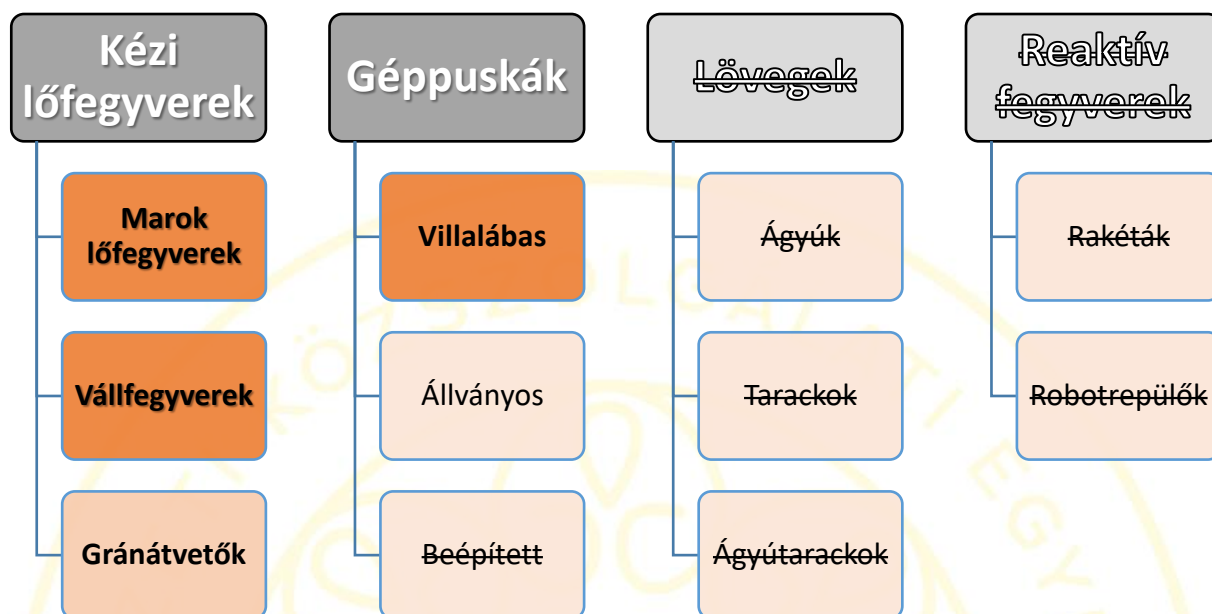 Kézi
lőfegyverek
Marok
lőfegyverek
Vállfegyverek
Gránátvetők
Géppuskák
Villalábas
Állványos
Beépített
Lövegek
Ágyúk
Tarackok
Ágyútarackok
Reaktív
fegyverek
Rakéták
Robotrepülők